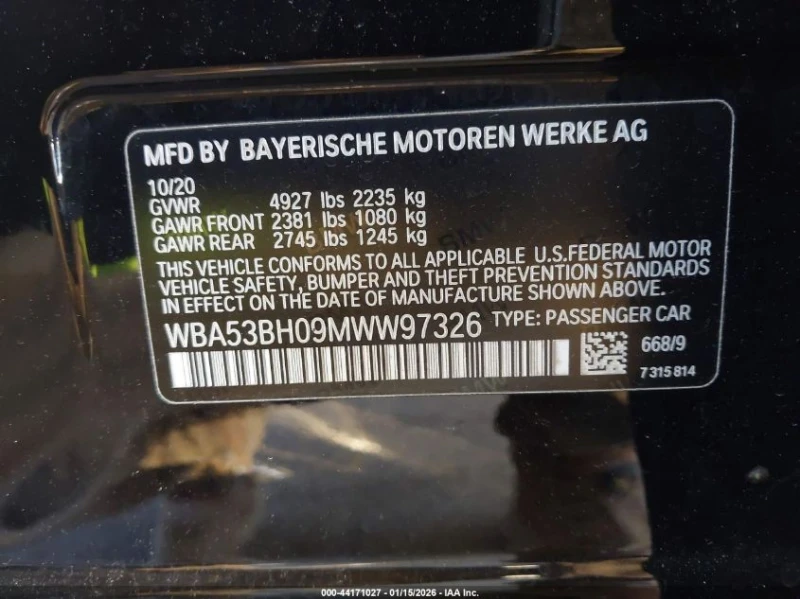 MFD BY BAYERISCHE MOTOREN WERKE AG
10/20
GVWR 4927 lbs 2235 kg
GAWR FRONT 2381 lbs 1080 kg
GAWR REAR 2745 lbs 1245 kg
THIS VEHICLE CONFORMS TO ALL APPLICABLE U.S.FEDERAL MOTOR
VEHICLE SAFETY, BUMPER AND THEFT PREVENTION STANDARDS
IN EFFECT ON THE DATE OF MANUFACTURE SHOWN ABOVE.
WBA53BH09MWW97326 TYPE: PASSENGER CAR
668/9
7315814
000-44171027 - 01/15/2026 - IAA Inc.